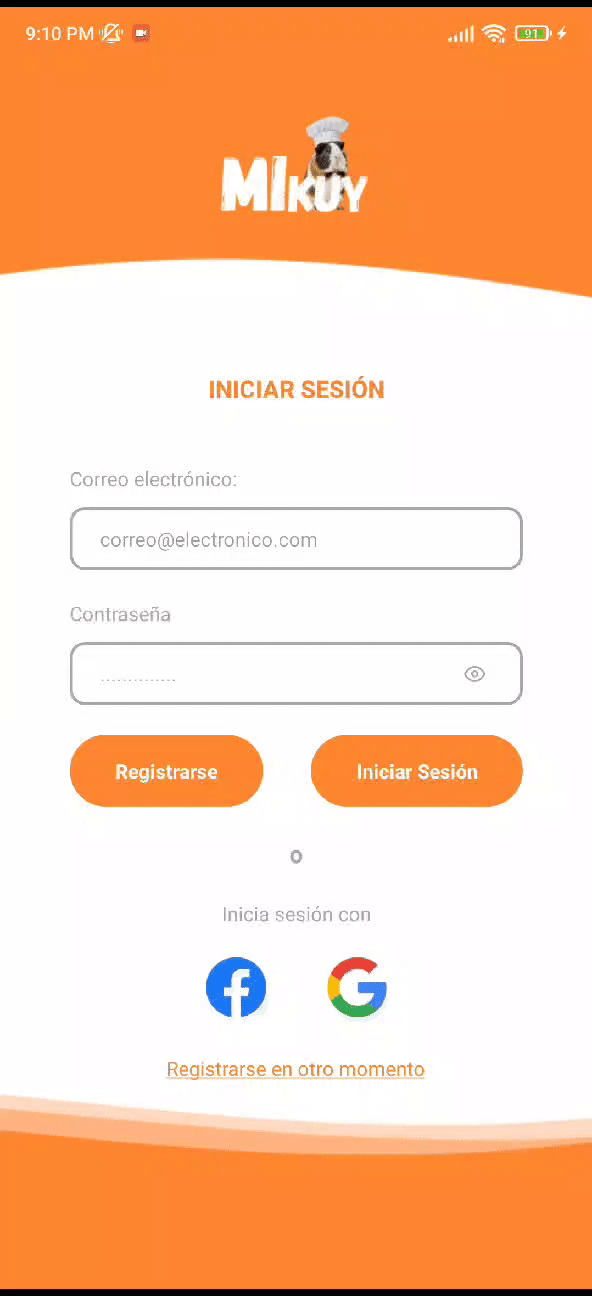 9:10 PM
91
MIKUY
INICIAR SESIÓN
Correo electrónico:
correo@electronico.com
Contraseña
..............
Registrarse
Iniciar Sesión
o
Inicia sesión con
Registrarse en otro momento